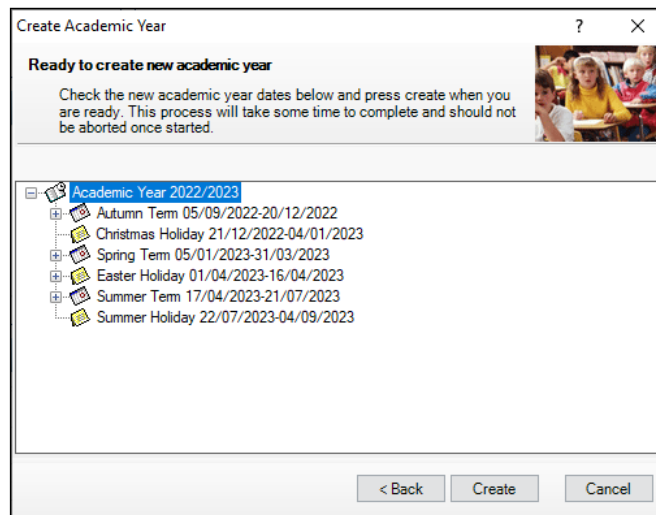 Create Academic Year
?
Ready to create new academic year
Check the new academic year dates below and press create when you
are ready. This process will take some time to complete and should not
be aborted once started.
Academic Year 2022/2023
Autumn Term 05/09/2022-20/12/2022
Christmas Holiday 21/12/2022-04/01/2023
Spring Term 05/01/2023-31/03/2023
Easter Holiday 01/04/2023-16/04/2023
Summer Term 17/04/2023-21/07/2023
Summer Holiday 22/07/2023-04/09/2023
< Back Create Cancel